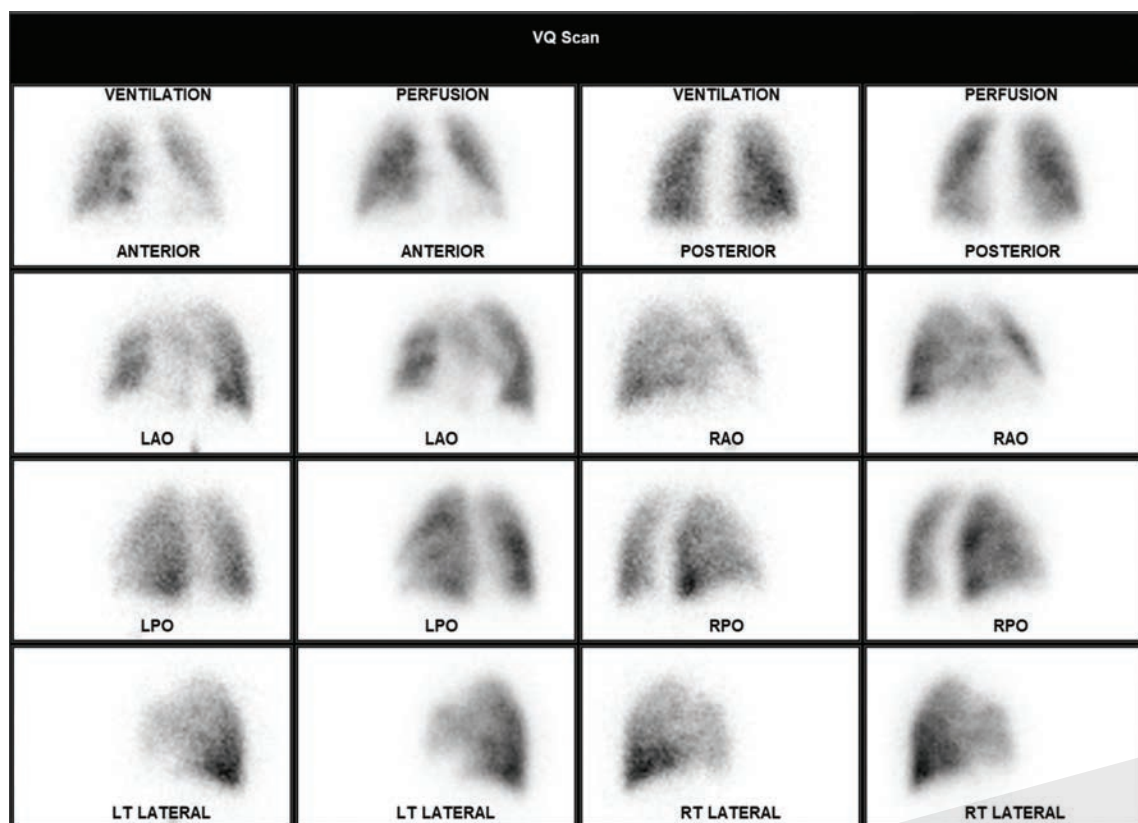 VQ Scan
VENTILATION PERFUSION VENTILATION PERFUSION
ANTERIOR ANTERIOR POSTERIOR POSTERIOR
LAO LAO RAO RAO
LPO LPO RPO RPO
LT LATERAL LT LATERAL RT LATERAL RT LATERAL